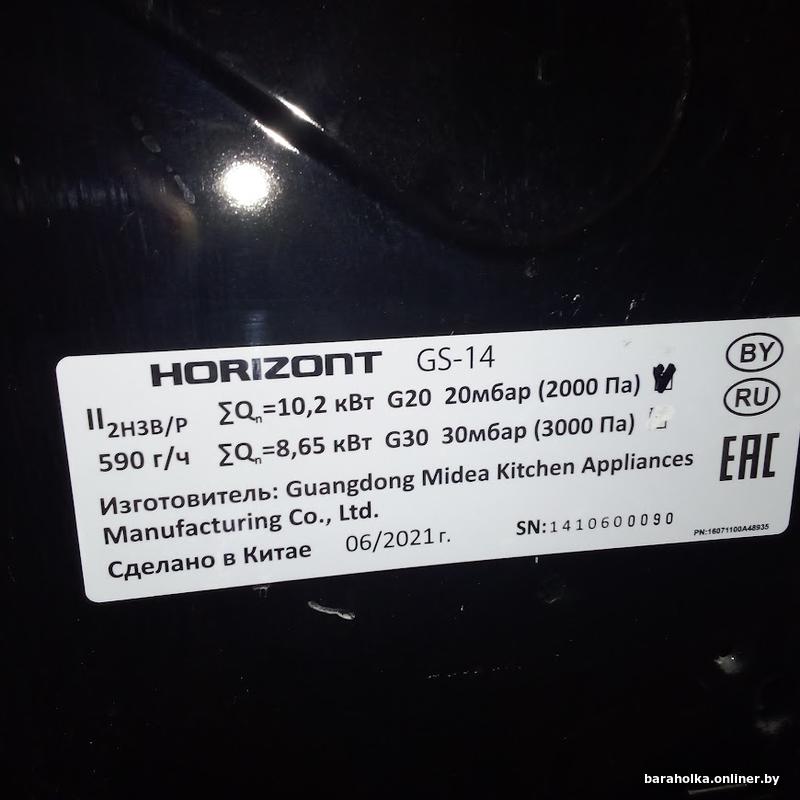 HORIZONT GS-14
BY
II2H3B/P ∑Qn=10,2 кВт G20 20мбар (2000 Па)
RU
590 г/ч ∑Qn=8,65 кВт G30 30мбар (3000 Па)
EAC
Изготовитель: Guangdong Midea Kitchen Appliances
Manufacturing Co., Ltd.
Сделано в Китае 06/2021г. SN:1410600090
PN:16071100A48935
baraholka.onliner.by